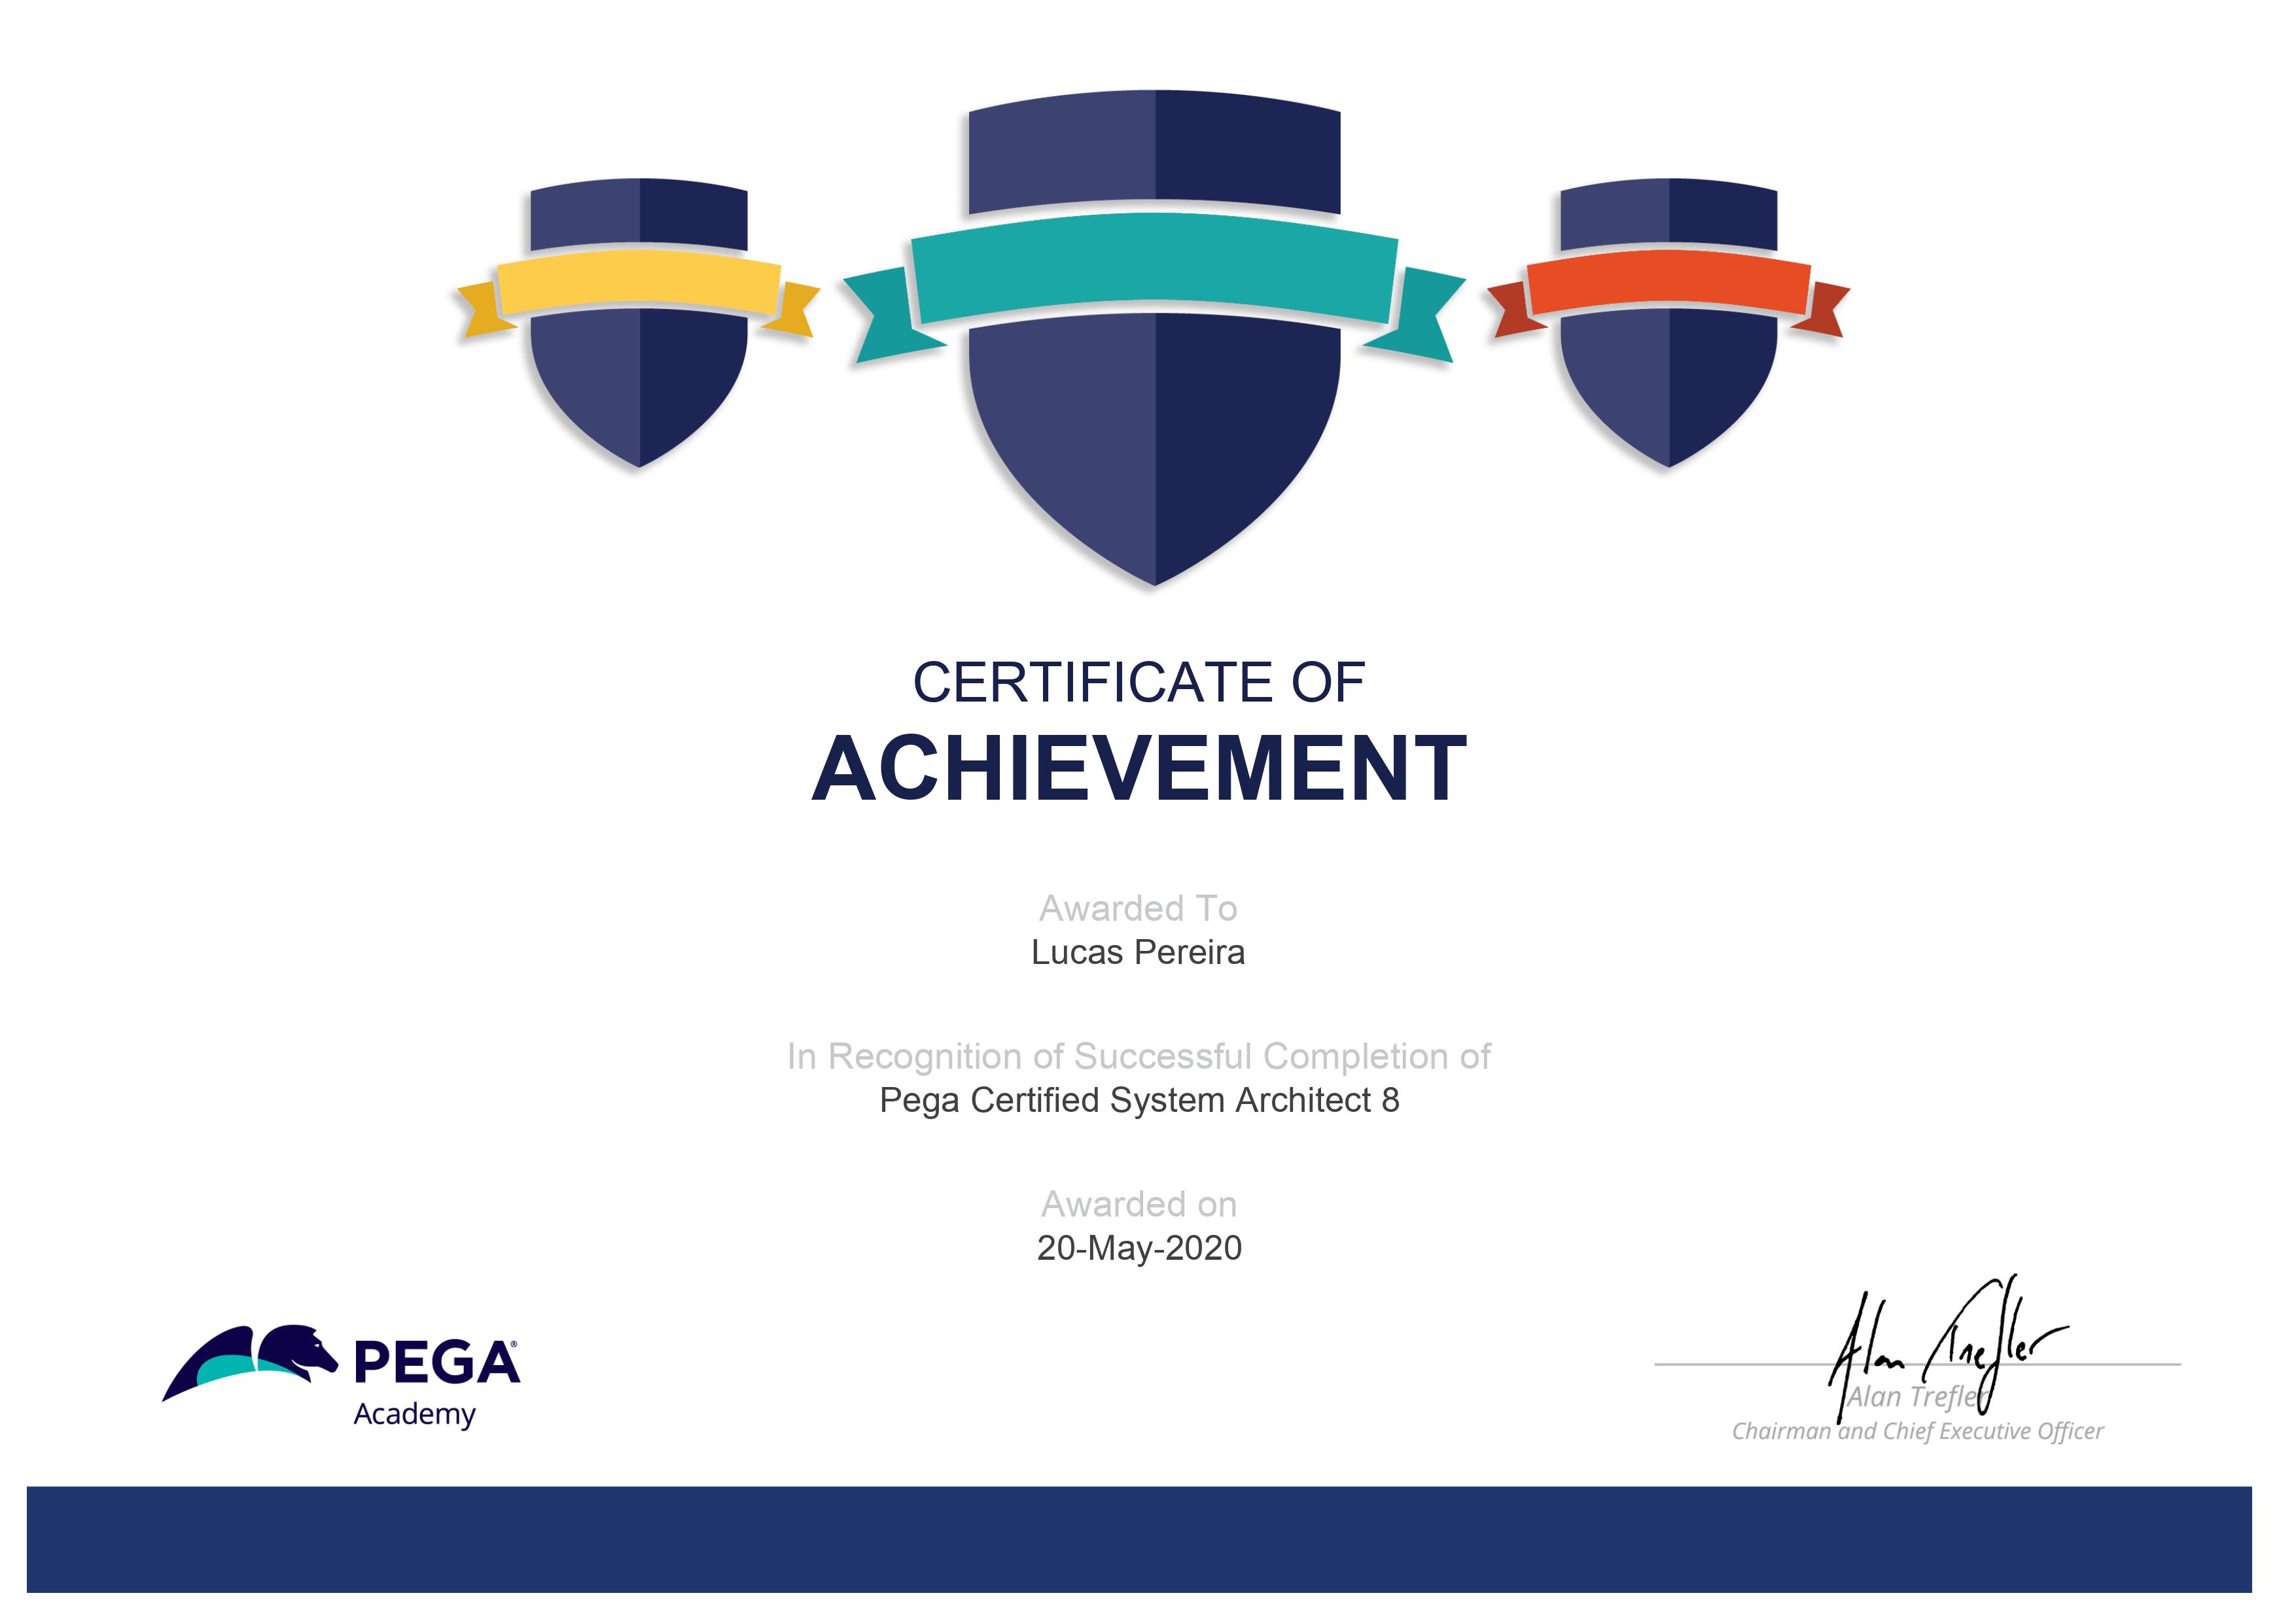 CERTIFICATE OF
ACHIEVEMENT
Awarded To
Lucas Pereira
In Recognition of Successful Completion of
Pega Certified System Architect 8
Awarded on
20-May-2020
PEGA®
Academy
Alan Trefler
Alan Trefler
Chairman and Chief Executive Officer